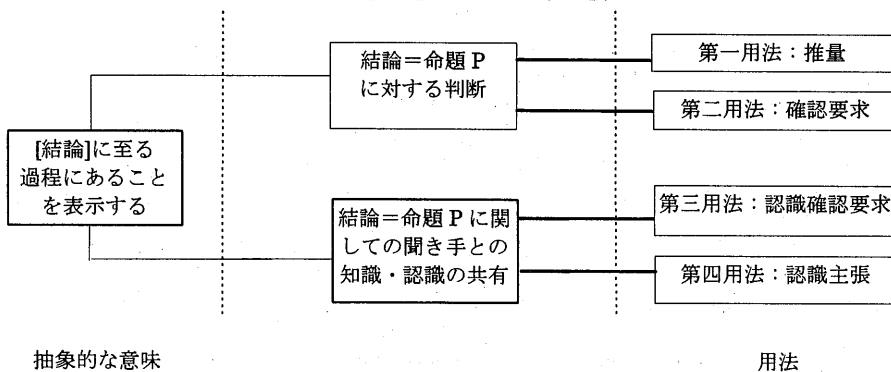 [結論]に至る
過程にあること
を表示する
結論＝命題 P
に対する判断
結論＝命題 P に関
しての聞き手との
知識・認識の共有
第一用法：推量
第二用法：確認要求
第三用法：認識確認要求
第四用法：認識主張
抽象的な意味
用法